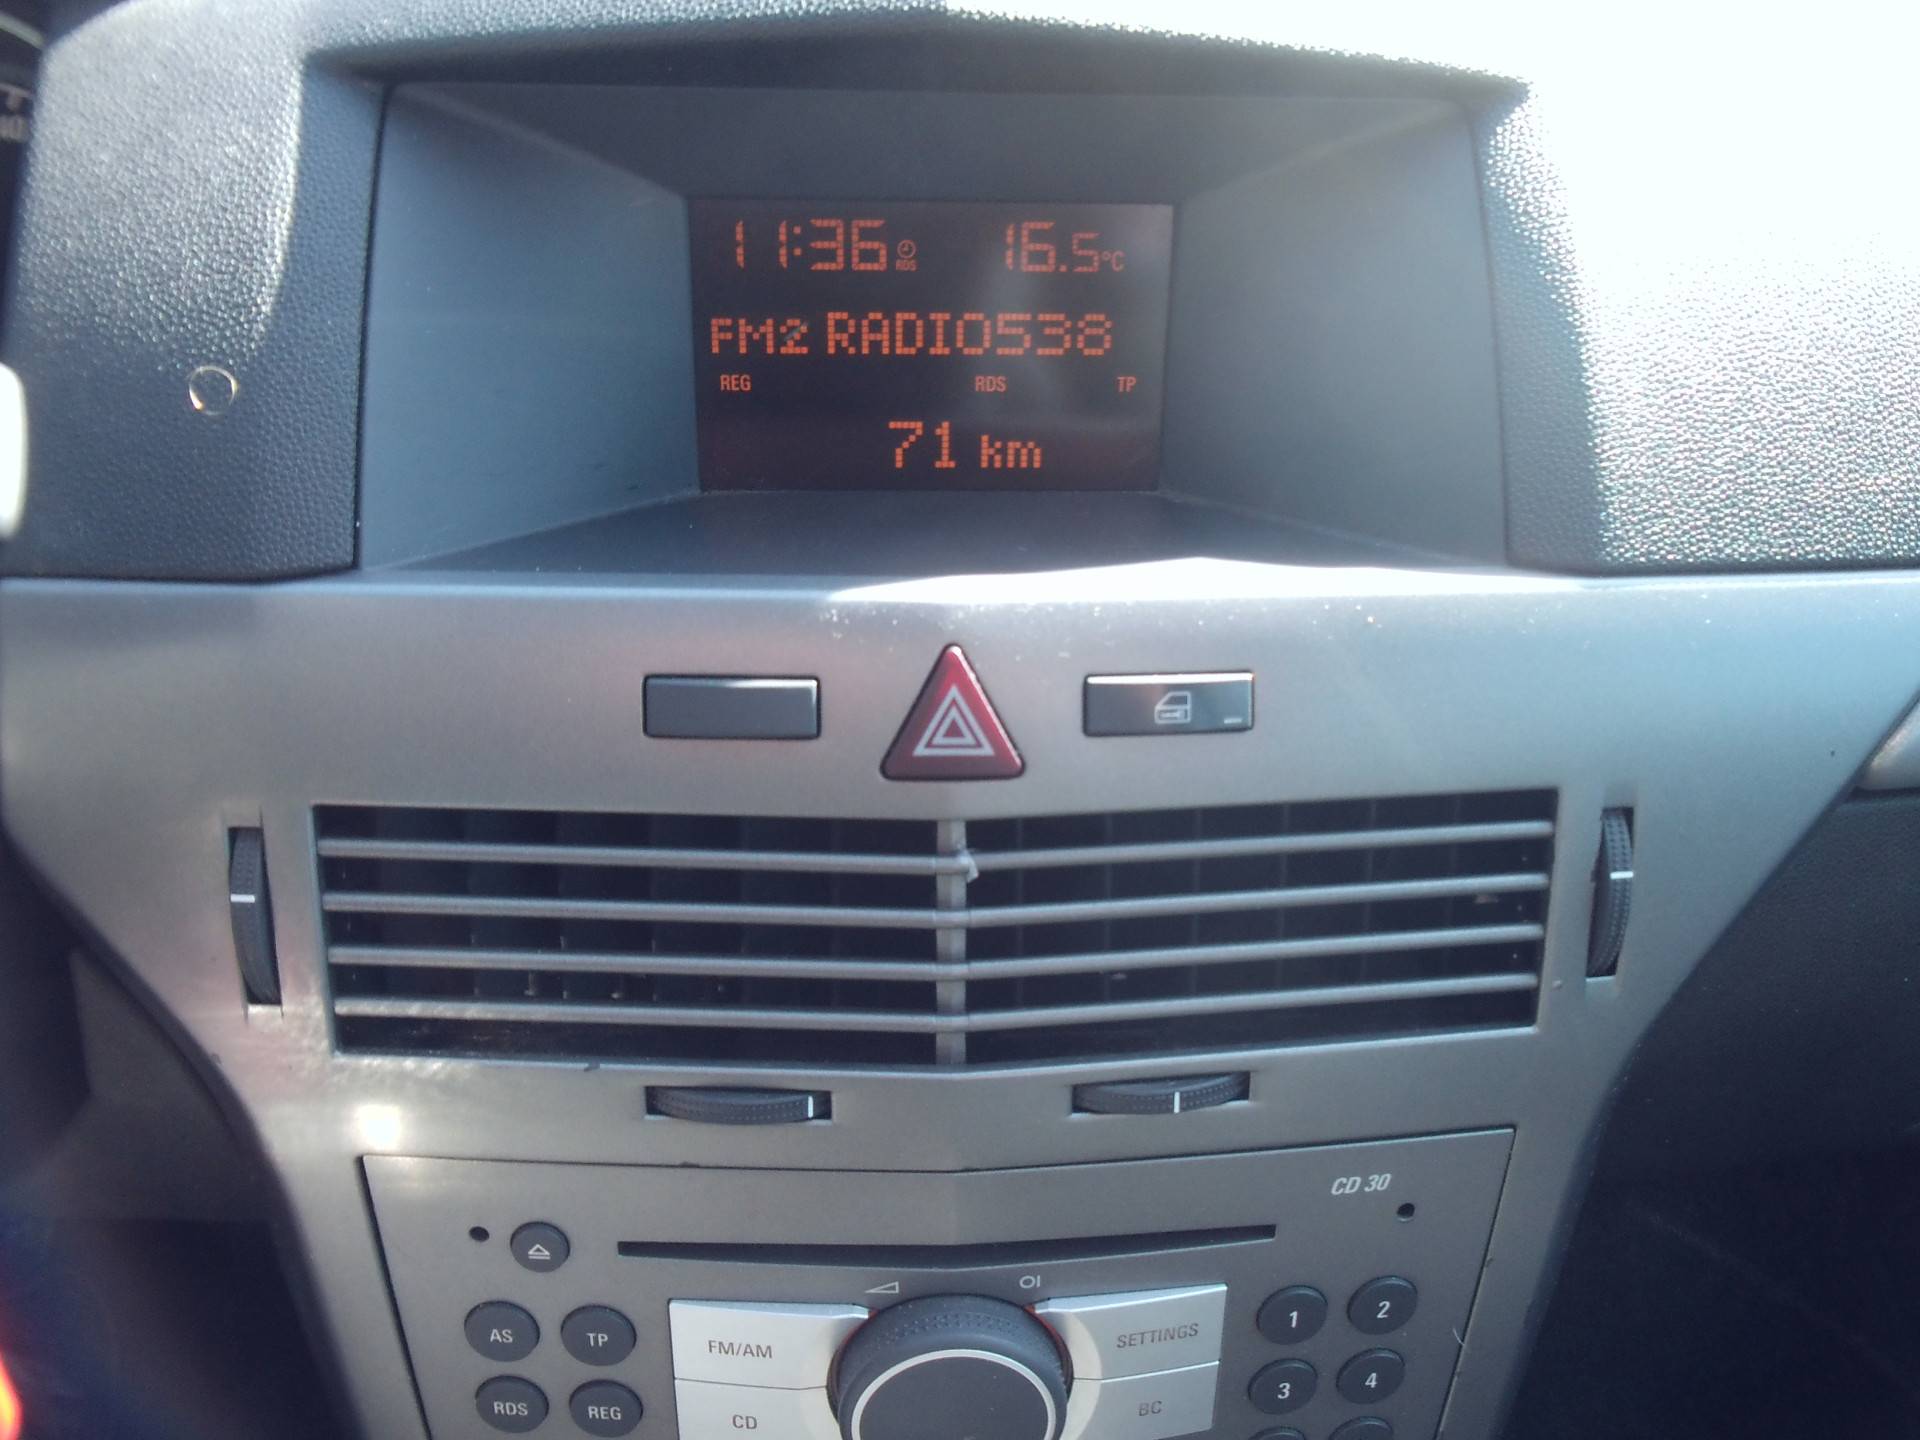 11:36 RDS 16.5°C
FM2 RADIO538
REG RDS TP
71 km
CD 30
AS TP FM/AM SETTINGS 1 2
RDS REG CD BC 3 4